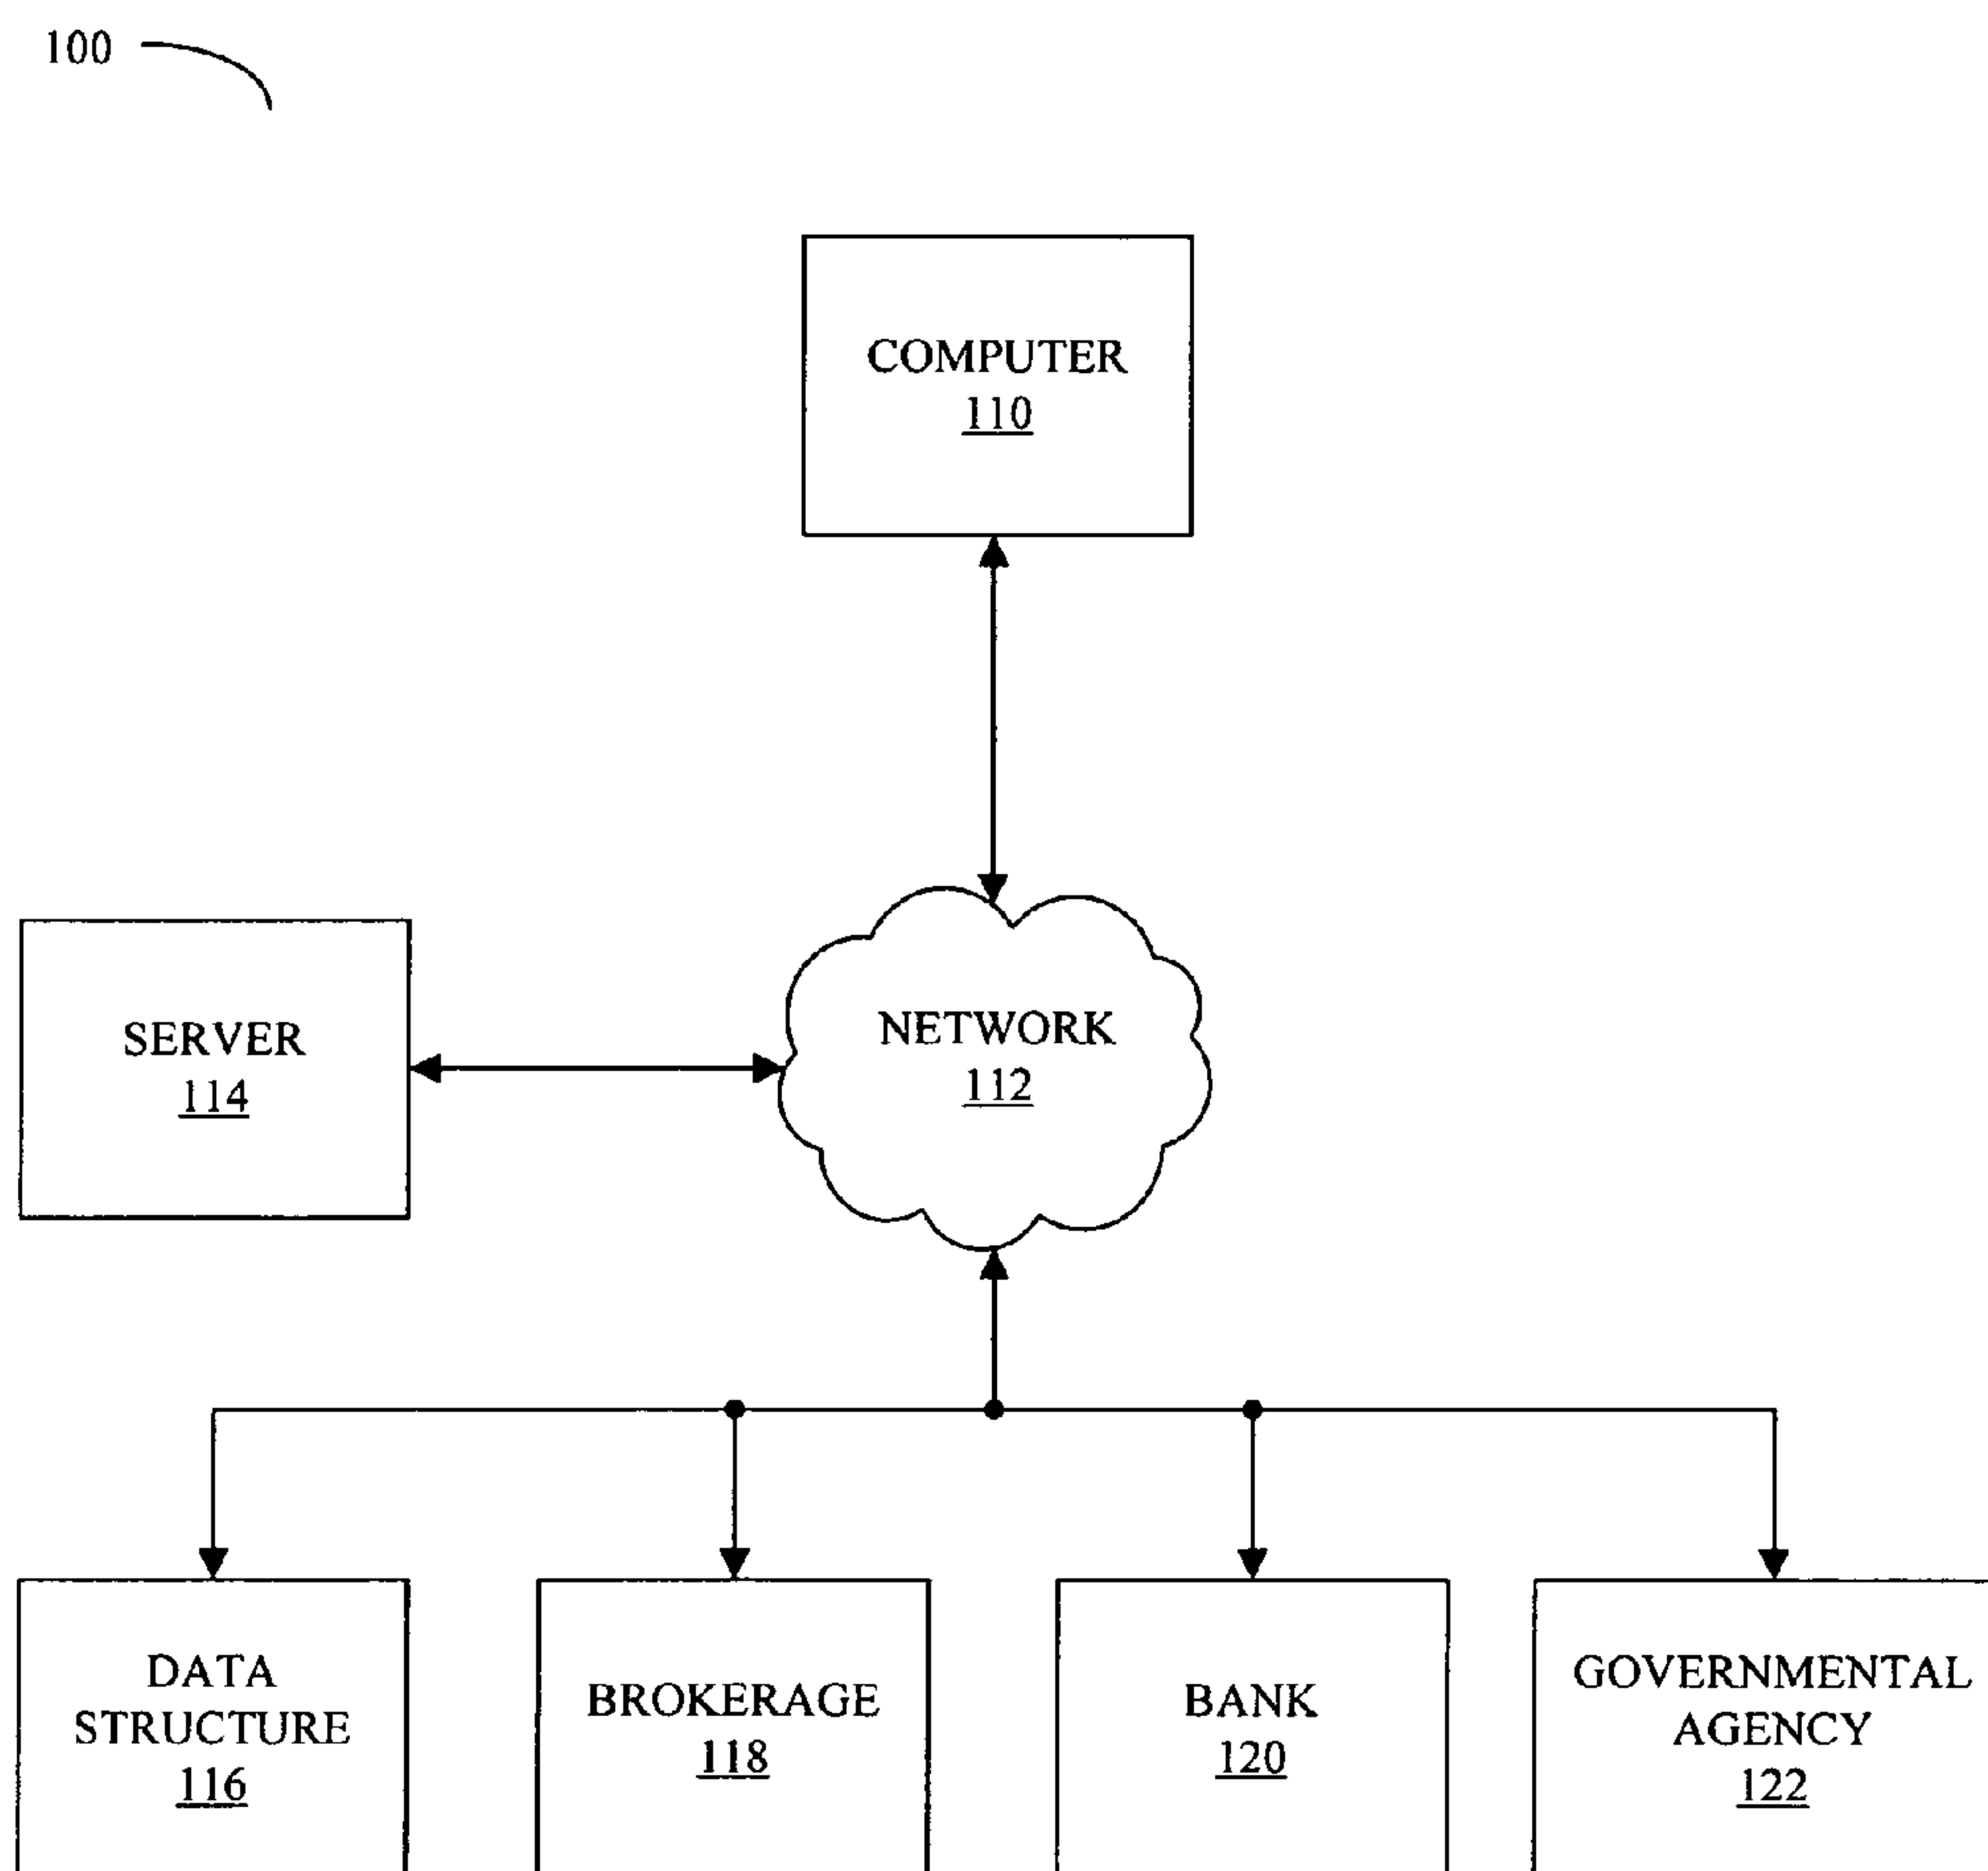 100
COMPUTER
110
SERVER
114
NETWORK
112
DATA
STRUCTURE
116
BROKERAGE
118
BANK
120
GOVERNMENTAL
AGENCY
122